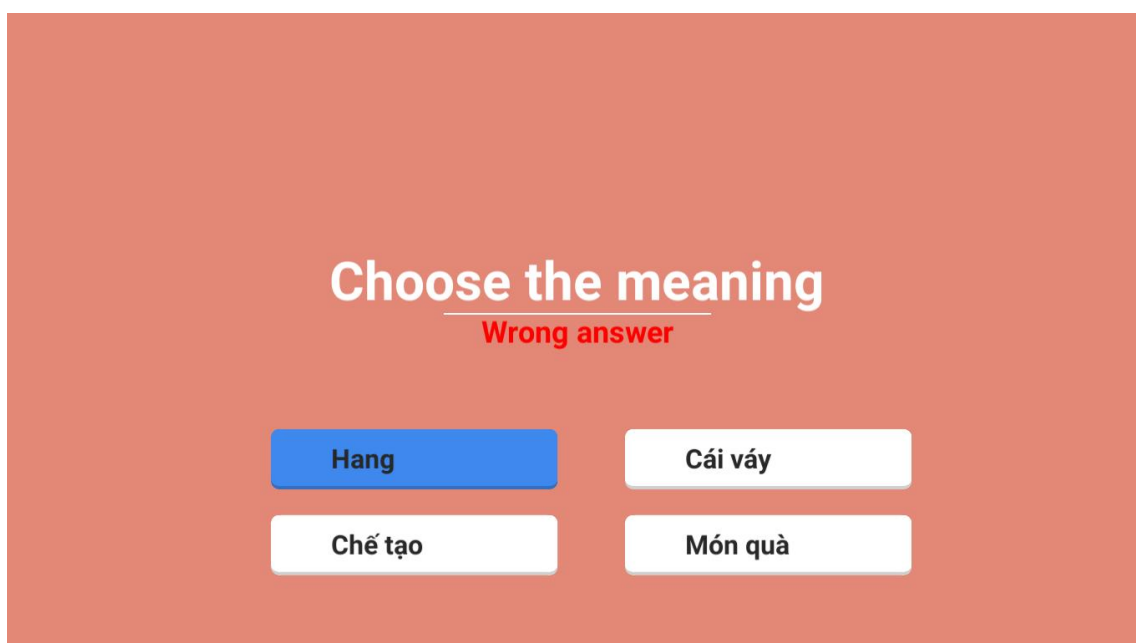 Choose the meaning
Wrong answer
Hang
Cái váy
Chế tạo
Món quà